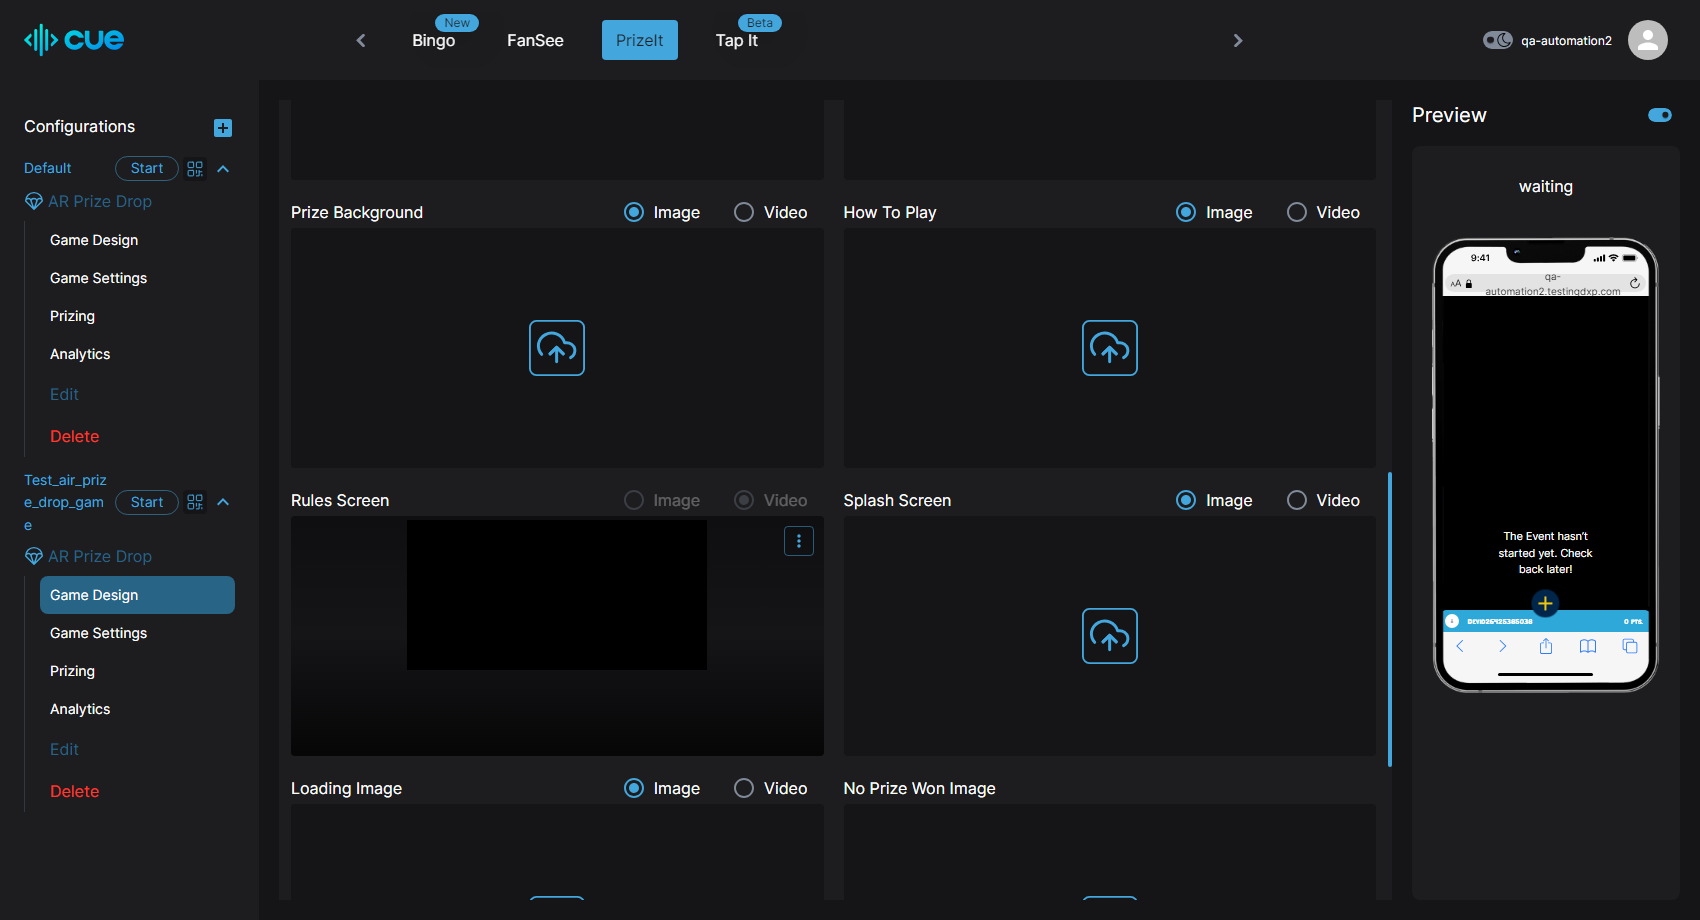 cue
New
Bingo
FanSee
PrizeIt
Beta
Tap It
qa-automation2
Configurations
Default
Start
AR Prize Drop
Game Design
Game Settings
Prizing
Analytics
Edit
Delete
Test_air_priz
e_drop_gam
e
Start
AR Prize Drop
Game Design
Game Settings
Prizing
Analytics
Edit
Delete
Prize Background
Image
Video
How To Play
Image
Video
Rules Screen
Image
Video
Splash Screen
Image
Video
Loading Image
Image
Video
No Prize Won Image
Preview
waiting
9:41
AA
qa-
automation2.testingdxp.com
The Event hasn't
started yet. Check
back later!
0 PTS.